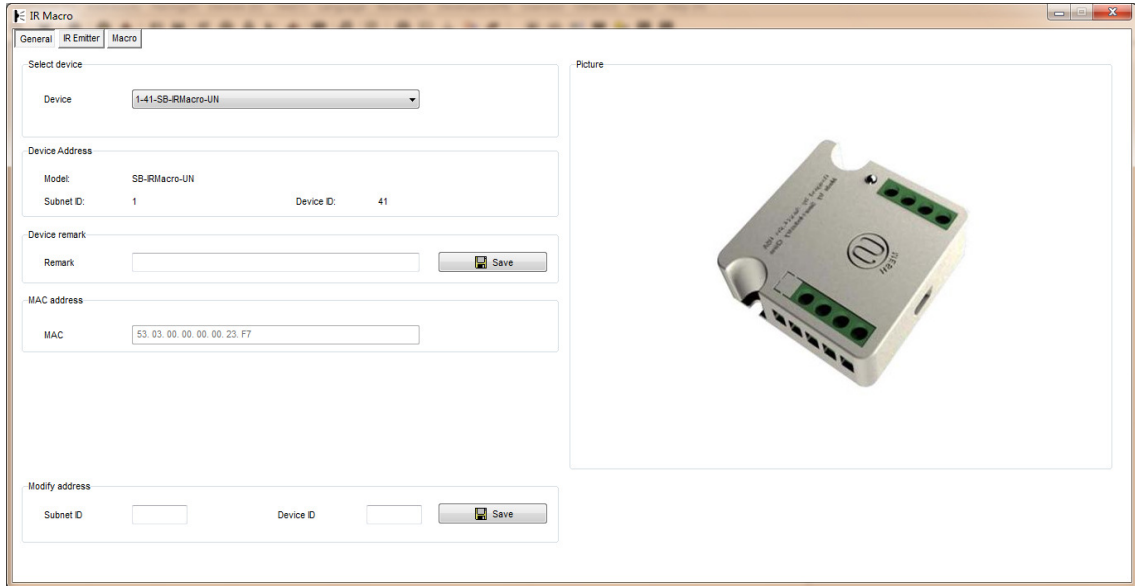 IR Macro
General IR Emitter Macro
Select device
Device 1-41-SB-IRMacro-UN
Device Address
Model: SB-IRMacro-UN
Subnet ID: 1 Device ID: 41
Device remark
Remark Save
MAC address
MAC 53. 03. 00. 00. 00. 00. 23. F7
Modify address
Subnet ID Device ID Save
Picture